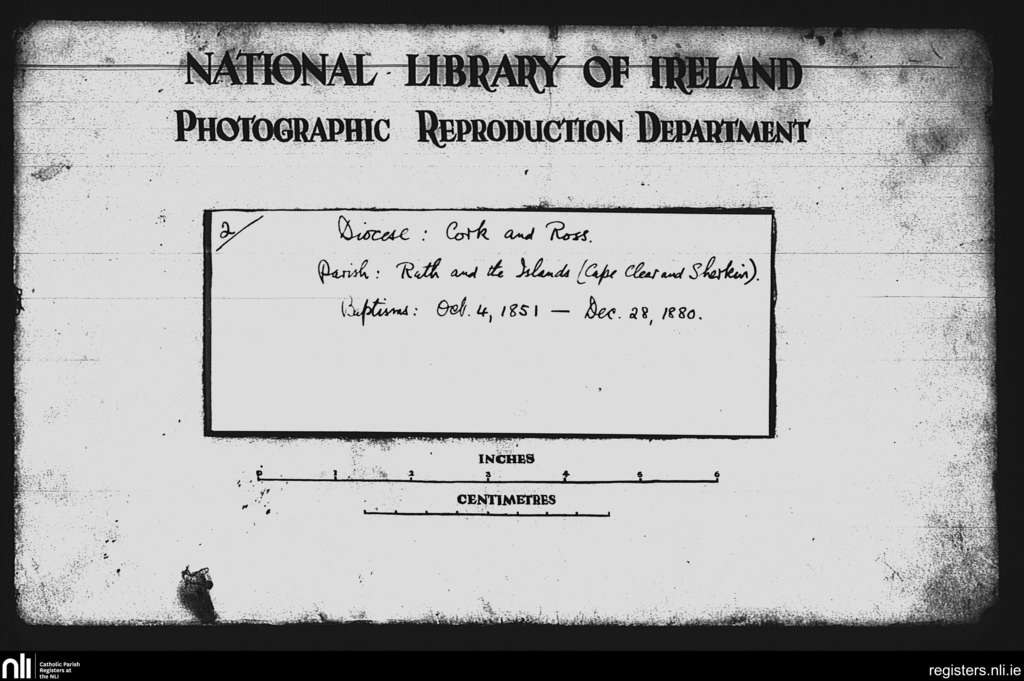 NATIONAL LIBRARY OF IRELAND
PHOTOGRAPHIC REPRODUCTION DEPARTMENT
2/
Diocese : Cork and Ross.
Parish : Rath and the Islands (Cape Clear and Sherkin).
Baptisms : Oct. 4, 1851 — Dec. 28, 1880.
INCHES
0 1 2 3 4 5 6
CENTIMETRES
nli
Catholic Parish
Registers at
the NLI
registers.nli.ie